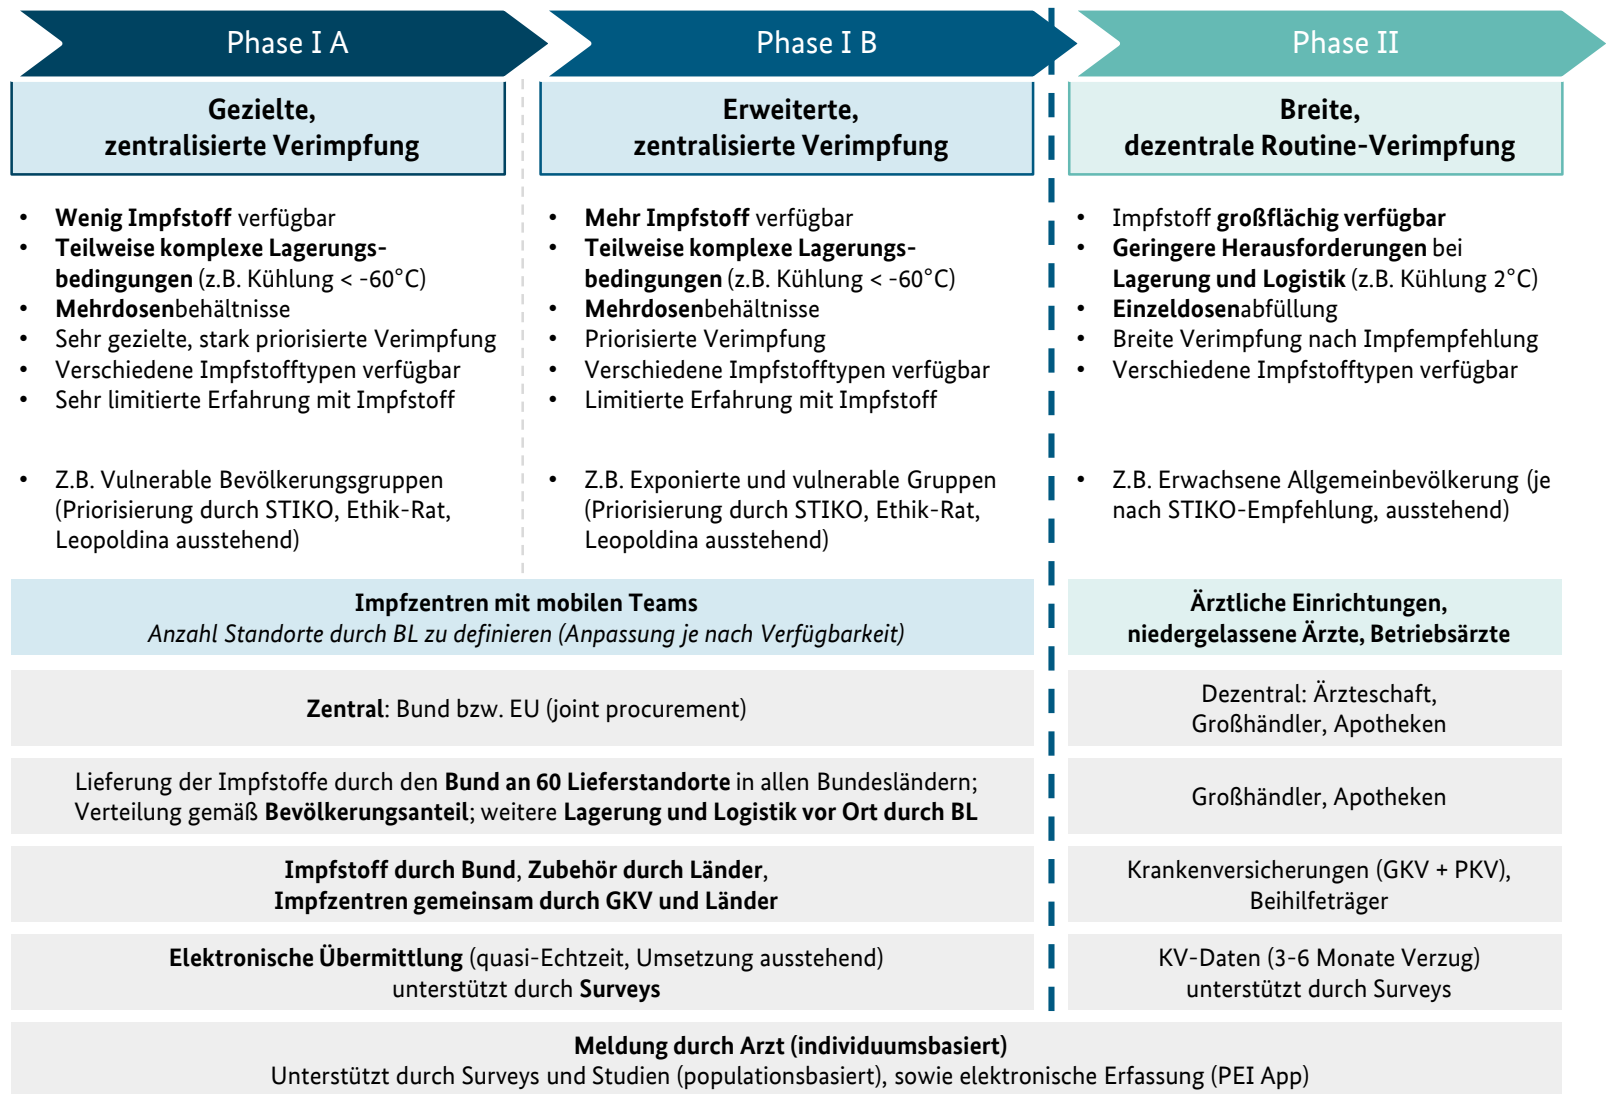 Phase I A
Phase I B
Phase II
Gezielte,
zentralisierte Verimpfung
Erweiterte,
zentralisierte Verimpfung
Breite,
dezentrale Routine-Verimpfung
• Wenig Impfstoff verfügbar
• Teilweise komplexe Lagerungs-
bedingungen (z.B. Kühlung < -60°C)
• Mehrdosenbehältnisse
• Sehr gezielte, stark priorisierte Verimpfung
• Verschiedene Impfstofftypen verfügbar
• Sehr limitierte Erfahrung mit Impfstoff
• Z.B. Vulnerable Bevölkerungsgruppen
(Priorisierung durch STIKO, Ethik-Rat,
Leopoldina ausstehend)
• Mehr Impfstoff verfügbar
• Teilweise komplexe Lagerungs-
bedingungen (z.B. Kühlung < -60°C)
• Mehrdosenbehältnisse
• Priorisierte Verimpfung
• Verschiedene Impfstofftypen verfügbar
• Limitierte Erfahrung mit Impfstoff
• Z.B. Exponierte und vulnerable Gruppen
(Priorisierung durch STIKO, Ethik-Rat,
Leopoldina ausstehend)
• Impfstoff großflächig verfügbar
• Geringere Herausforderungen bei
Lagerung und Logistik (z.B. Kühlung 2°C)
• Einzeldosenabfüllung
• Breite Verimpfung nach Impfempfehlung
• Verschiedene Impfstofftypen verfügbar
• Z.B. Erwachsene Allgemeinbevölkerung (je
nach STIKO-Empfehlung, ausstehend)
Impfzentren mit mobilen Teams
Anzahl Standorte durch BL zu definieren (Anpassung je nach Verfügbarkeit)
Ärztliche Einrichtungen,
niedergelassene Ärzte, Betriebsärzte
Zentral: Bund bzw. EU (joint procurement)
Dezentral: Ärzteschaft,
Großhändler, Apotheken
Lieferung der Impfstoffe durch den Bund an 60 Lieferstandorte in allen Bundesländern;
Verteilung gemäß Bevölkerungsanteil; weitere Lagerung und Logistik vor Ort durch BL
Großhändler, Apotheken
Impfstoff durch Bund, Zubehör durch Länder,
Impfzentren gemeinsam durch GKV und Länder
Krankenversicherungen (GKV + PKV),
Beihilfeträger
Elektronische Übermittlung (quasi-Echtzeit, Umsetzung ausstehend)
unterstützt durch Surveys
KV-Daten (3-6 Monate Verzug)
unterstützt durch Surveys
Meldung durch Arzt (individuumsbasiert)
Unterstützt durch Surveys und Studien (populationsbasiert), sowie elektronische Erfassung (PEI App)